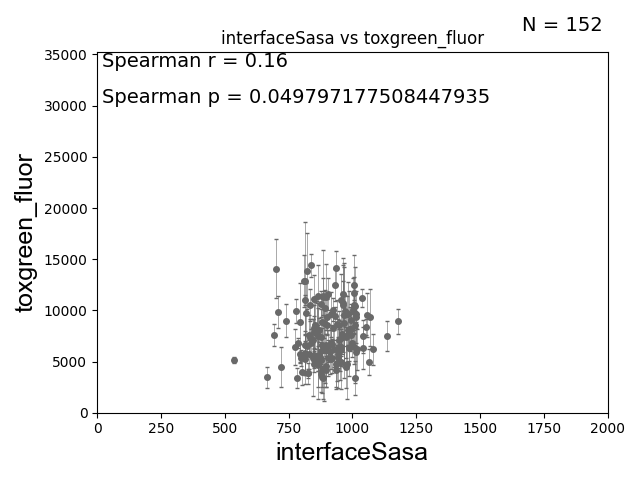 N = 152
interfaceSasa vs toxgreen_fluor
Spearman r = 0.16
Spearman p = 0.049797177508447935
35000
30000
25000
20000
15000
10000
5000
0
toxgreen_fluor
0 250 500 750 1000 1250 1500 1750 2000
interfaceSasa